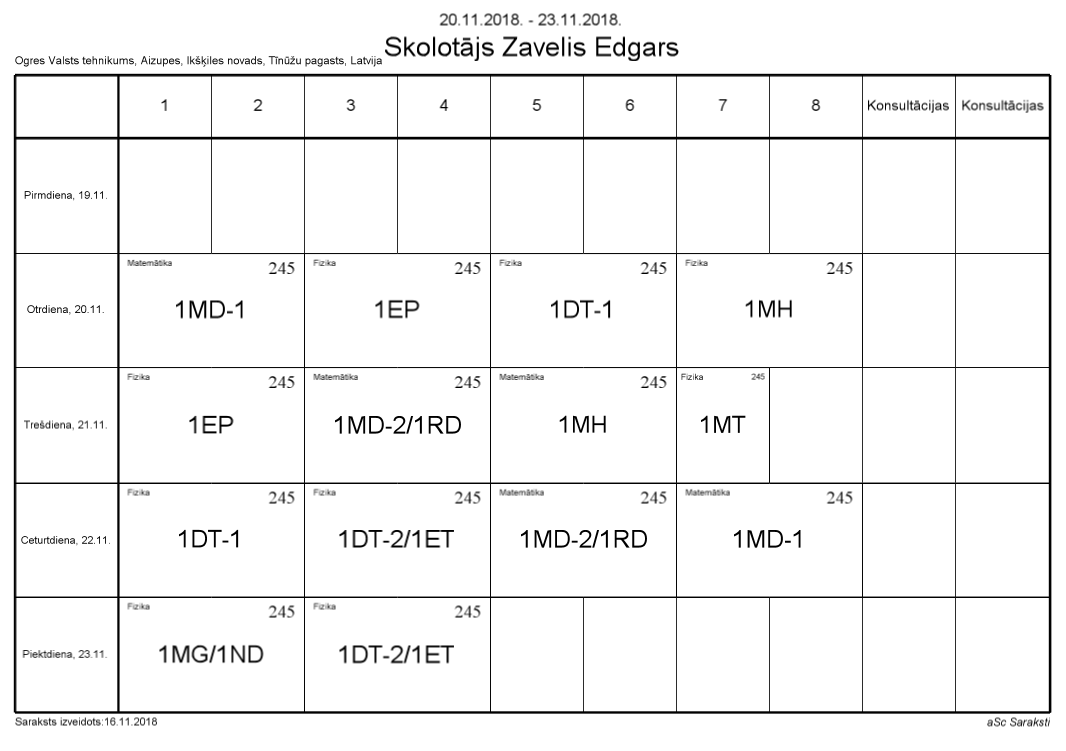 20.11.2018. - 23.11.2018.
Skolotājs Zavelis Edgars
Ogres Valsts tehnikums, Aizupes, Ikšķiles novads, Tīnūžu pagasts, Latvija
1 2 3 4 5 6 7 8 Konsultācijas Konsultācijas
Pirmdiena, 19.11.
Matemātika 245 Fizika 245 Fizika 245 Fizika 245
Otrdiena, 20.11. 1MD-1 1EP 1DT-1 1MH
Fizika 245 Matemātika 245 Matemātika 245 Fizika 245
Trešdiena, 21.11. 1EP 1MD-2/1RD 1MH 1MT
Fizika 245 Fizika 245 Matemātika 245 Matemātika 245
Ceturtdiena, 22.11. 1DT-1 1DT-2/1ET 1MD-2/1RD 1MD-1
Fizika 245 Fizika 245
Piektdiena, 23.11. 1MG/1ND 1DT-2/1ET
Saraksts izveidots:16.11.2018 aSc Saraksti